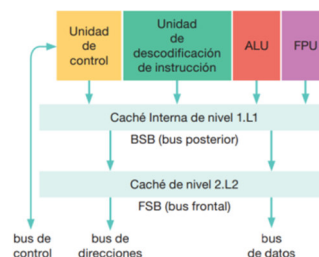 Unidad
de
control
Unidad
de
descodificación
de instrucción
ALU
FPU
Caché Interna de nivel 1.L1
BSB (bus posterior)
Caché de nivel 2.L2
FSB (bus frontal)
bus de
control
bus de
direcciones
bus
de datos